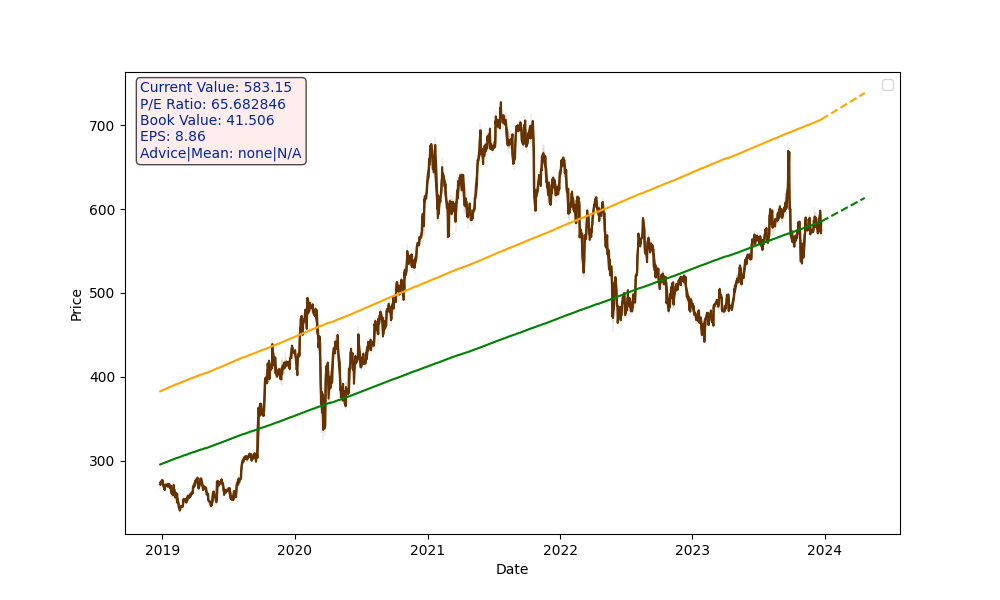 Current Value: 583.15
P/E Ratio: 65.682846
Book Value: 41.506
EPS: 8.86
Advice|Mean: none|N/A
700
600
500
400
300
Price
2019 2020 2021 2022 2023 2024
Date